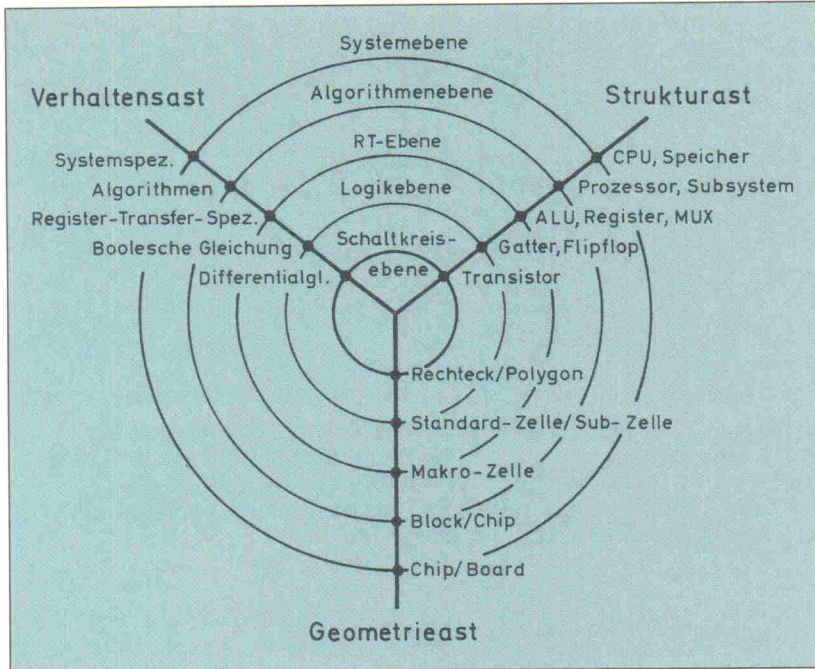 Systemebene
Verhaltensast
Algorithmenebene
Strukturast
RT-Ebene
Systemspez.
CPU, Speicher
Algorithmen
Logikebene
Prozessor, Subsystem
Register-Transfer-Spez.
ALU, Register, MUX
Boolesche Gleichung
Schaltkreis-
ebene
Gatter, Flipflop
Differentialgl.
Transistor
Rechteck/Polygon
Standard-Zelle/Sub-Zelle
Makro-Zelle
Block/Chip
Chip/Board
Geometrieast